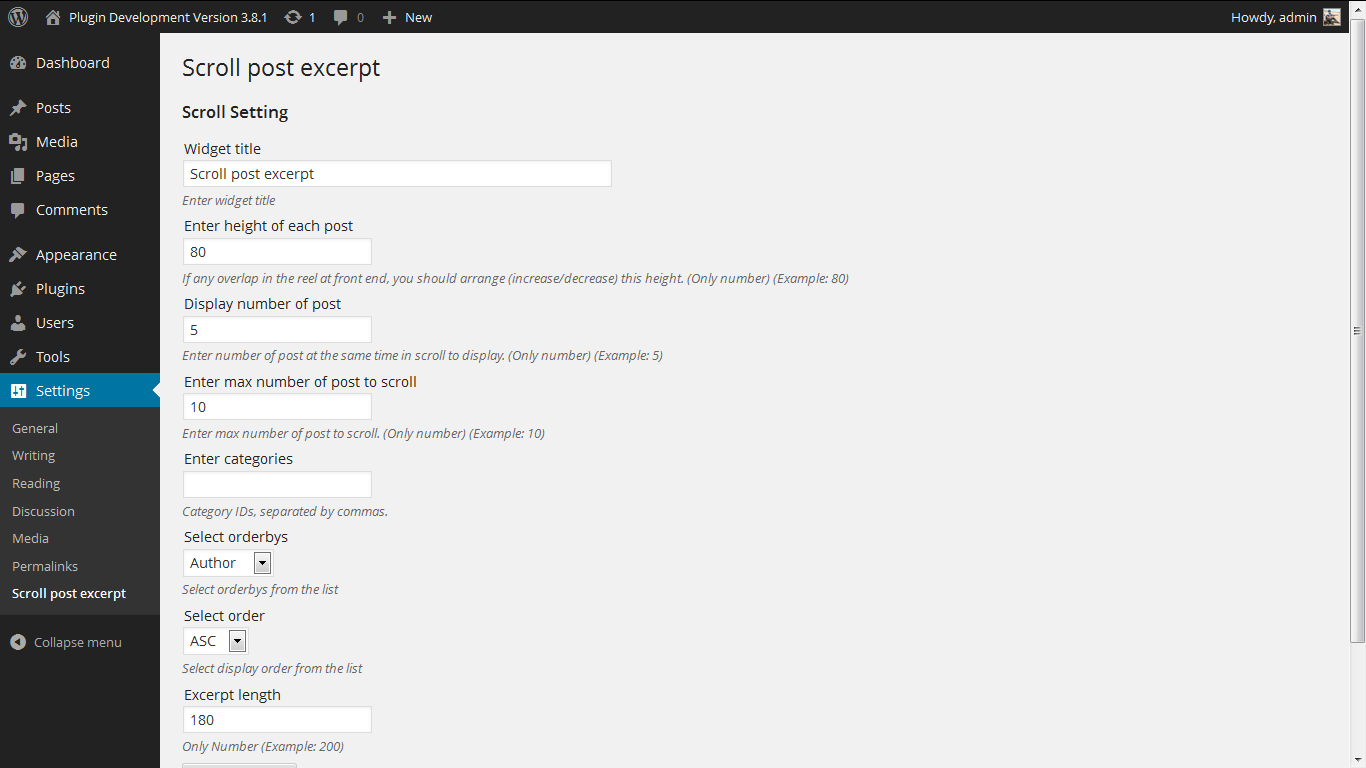 Plugin Development Version 3.8.1 1 0 New Howdy, admin
Dashboard
Posts
Media
Pages
Comments
Appearance
Plugins
Users
Tools
Settings
General
Writing
Reading
Discussion
Media
Permalinks
Scroll post excerpt
Collapse menu
Scroll post excerpt
Scroll Setting
Widget title
Scroll post excerpt
Enter widget title
Enter height of each post
80
If any overlap in the reel at front end, you should arrange (increase/decrease) this height. (Only number) (Example: 80)
Display number of post
5
Enter number of post at the same time in scroll to display. (Only number) (Example: 5)
Enter max number of post to scroll
10
Enter max number of post to scroll. (Only number) (Example: 10)
Enter categories
Category IDs, separated by commas.
Select orderbys
Author
Select orderbys from the list
Select order
ASC
Select display order from the list
Excerpt length
180
Only Number (Example: 200)